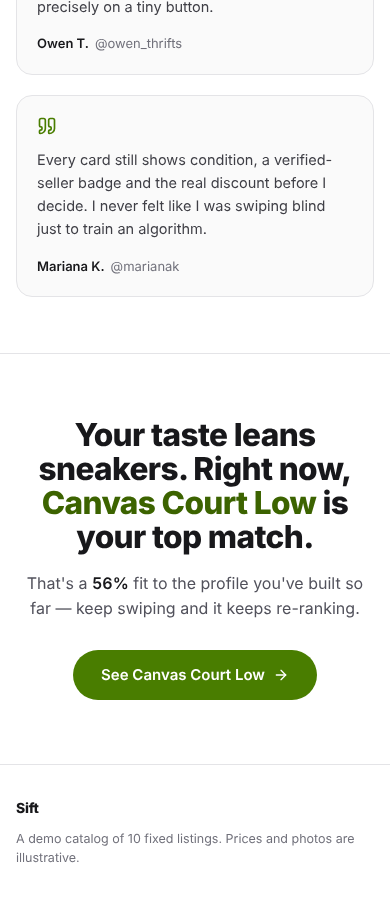 precisely on a tiny button.
Owen T. @owen_thrifts
Every card still shows condition, a verified-
seller badge and the real discount before I
decide. I never felt like I was swiping blind
just to train an algorithm.
Mariana K. @marianak
Your taste leans
sneakers. Right now,
Canvas Court Low is
your top match.
That's a 56% fit to the profile you've built so
far — keep swiping and it keeps re-ranking.
See Canvas Court Low →
Sift
A demo catalog of 10 fixed listings. Prices and photos are
illustrative.